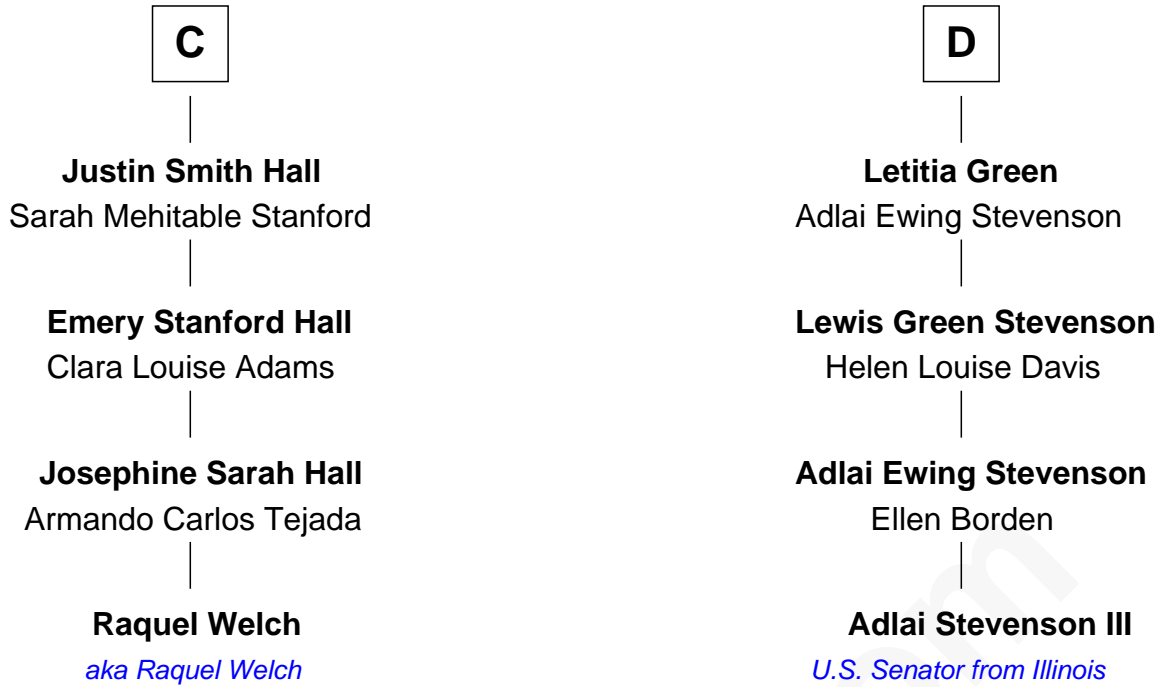 C
Justin Smith Hall
Sarah Mehitable Stanford
Emery Stanford Hall
Clara Louise Adams
Josephine Sarah Hall
Armando Carlos Tejada
Raquel Welch
aka Raquel Welch
D
Letitia Green
Adlai Ewing Stevenson
Lewis Green Stevenson
Helen Louise Davis
Adlai Ewing Stevenson
Ellen Borden
Adlai Stevenson III
U.S. Senator from Illinois